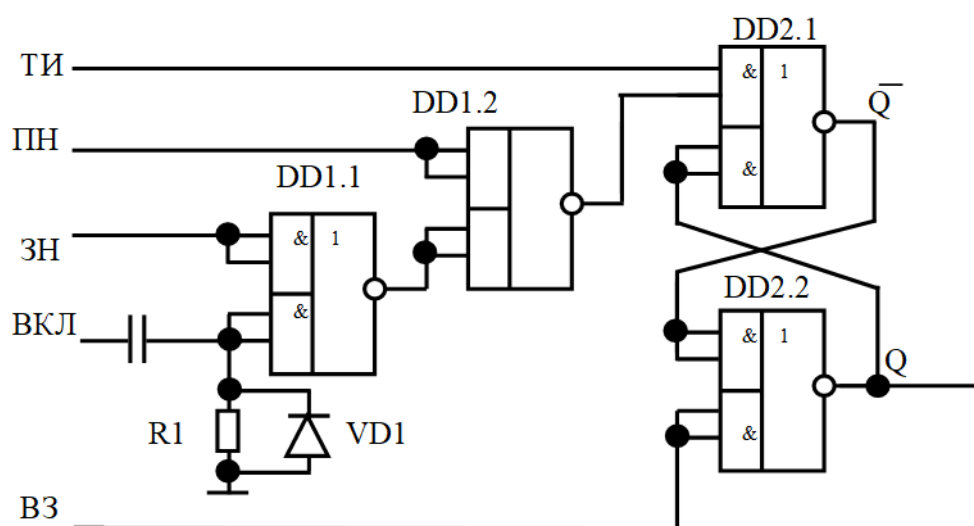 DD2.1
ТИ
& 1
DD1.2
Q̅
ПН
&
DD1.1
ЗН
& 1
DD2.2
ВКЛ
&
& 1
Q
R1
VD1
&
ВЗ